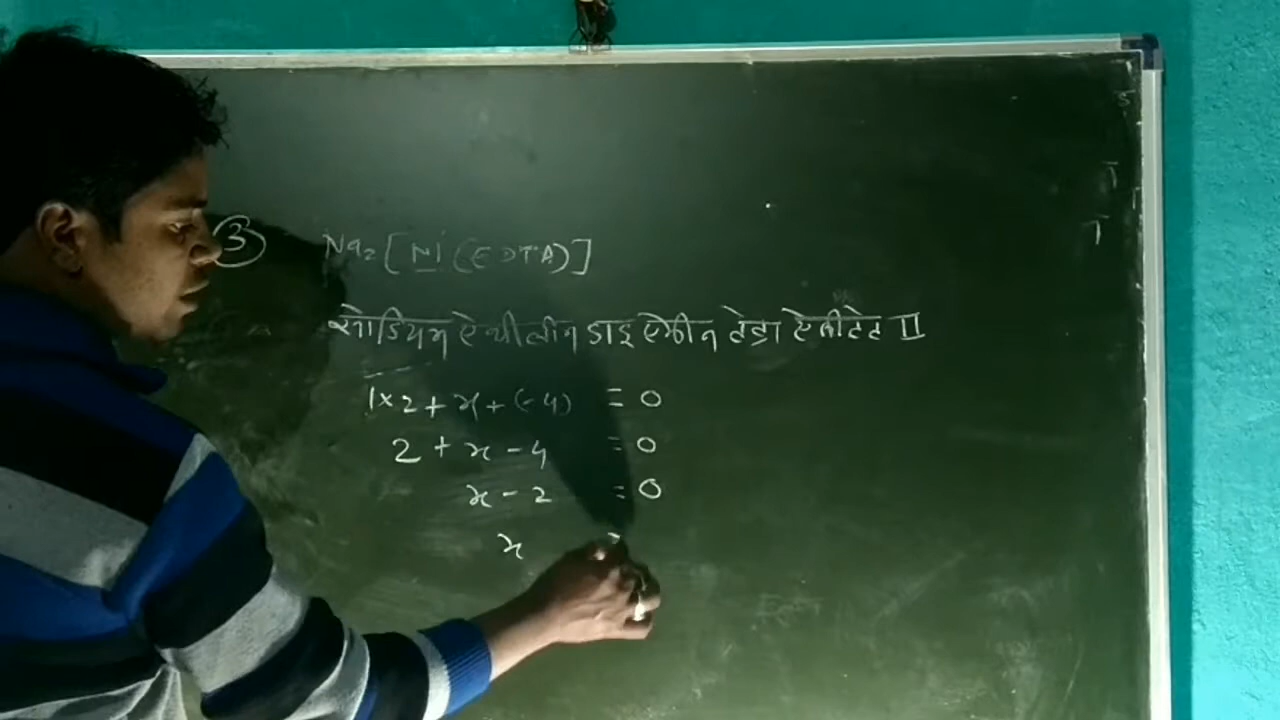 ③ Na₂[Ni(EDTA)]
सोडियम ऐथीलीन डाइ ऐमीन टेट्रा ऐसीटेट II
1×2+x+(-4) = 0
2+x-4 = 0
x-2 = 0
x =